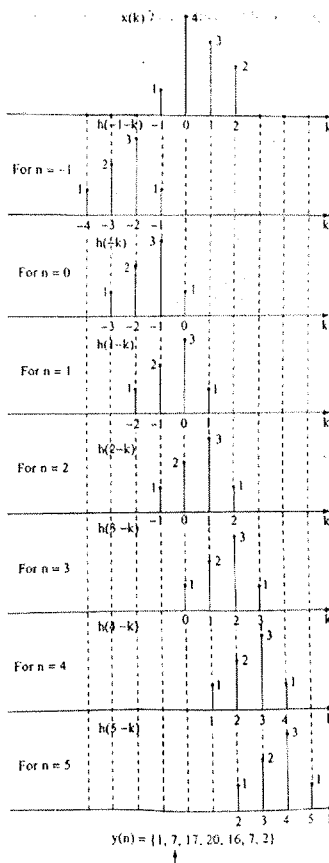 x(k)
4
3
2
1
-1 0 1 2 k
h(-1-k)
3
2
For n = -1
1 1
-4 -3 -2 -1 k
h(-k)
3
2
For n = 0
1 1
-3 -2 -1 0 k
h(1-k)
3
2
For n = 1
1 1
-2 -1 0 1 k
h(2-k)
3
2
For n = 2
1 1
-1 0 1 2 k
h(3-k)
3
2
For n = 3
1 1
0 1 2 3 k
h(4-k)
3
2
For n = 4
1 1
1 2 3 4 k
h(5-k)
3
2
For n = 5
1 1
2 3 4 5
y(n) = {1, 7, 17, 20, 16, 7, 2}